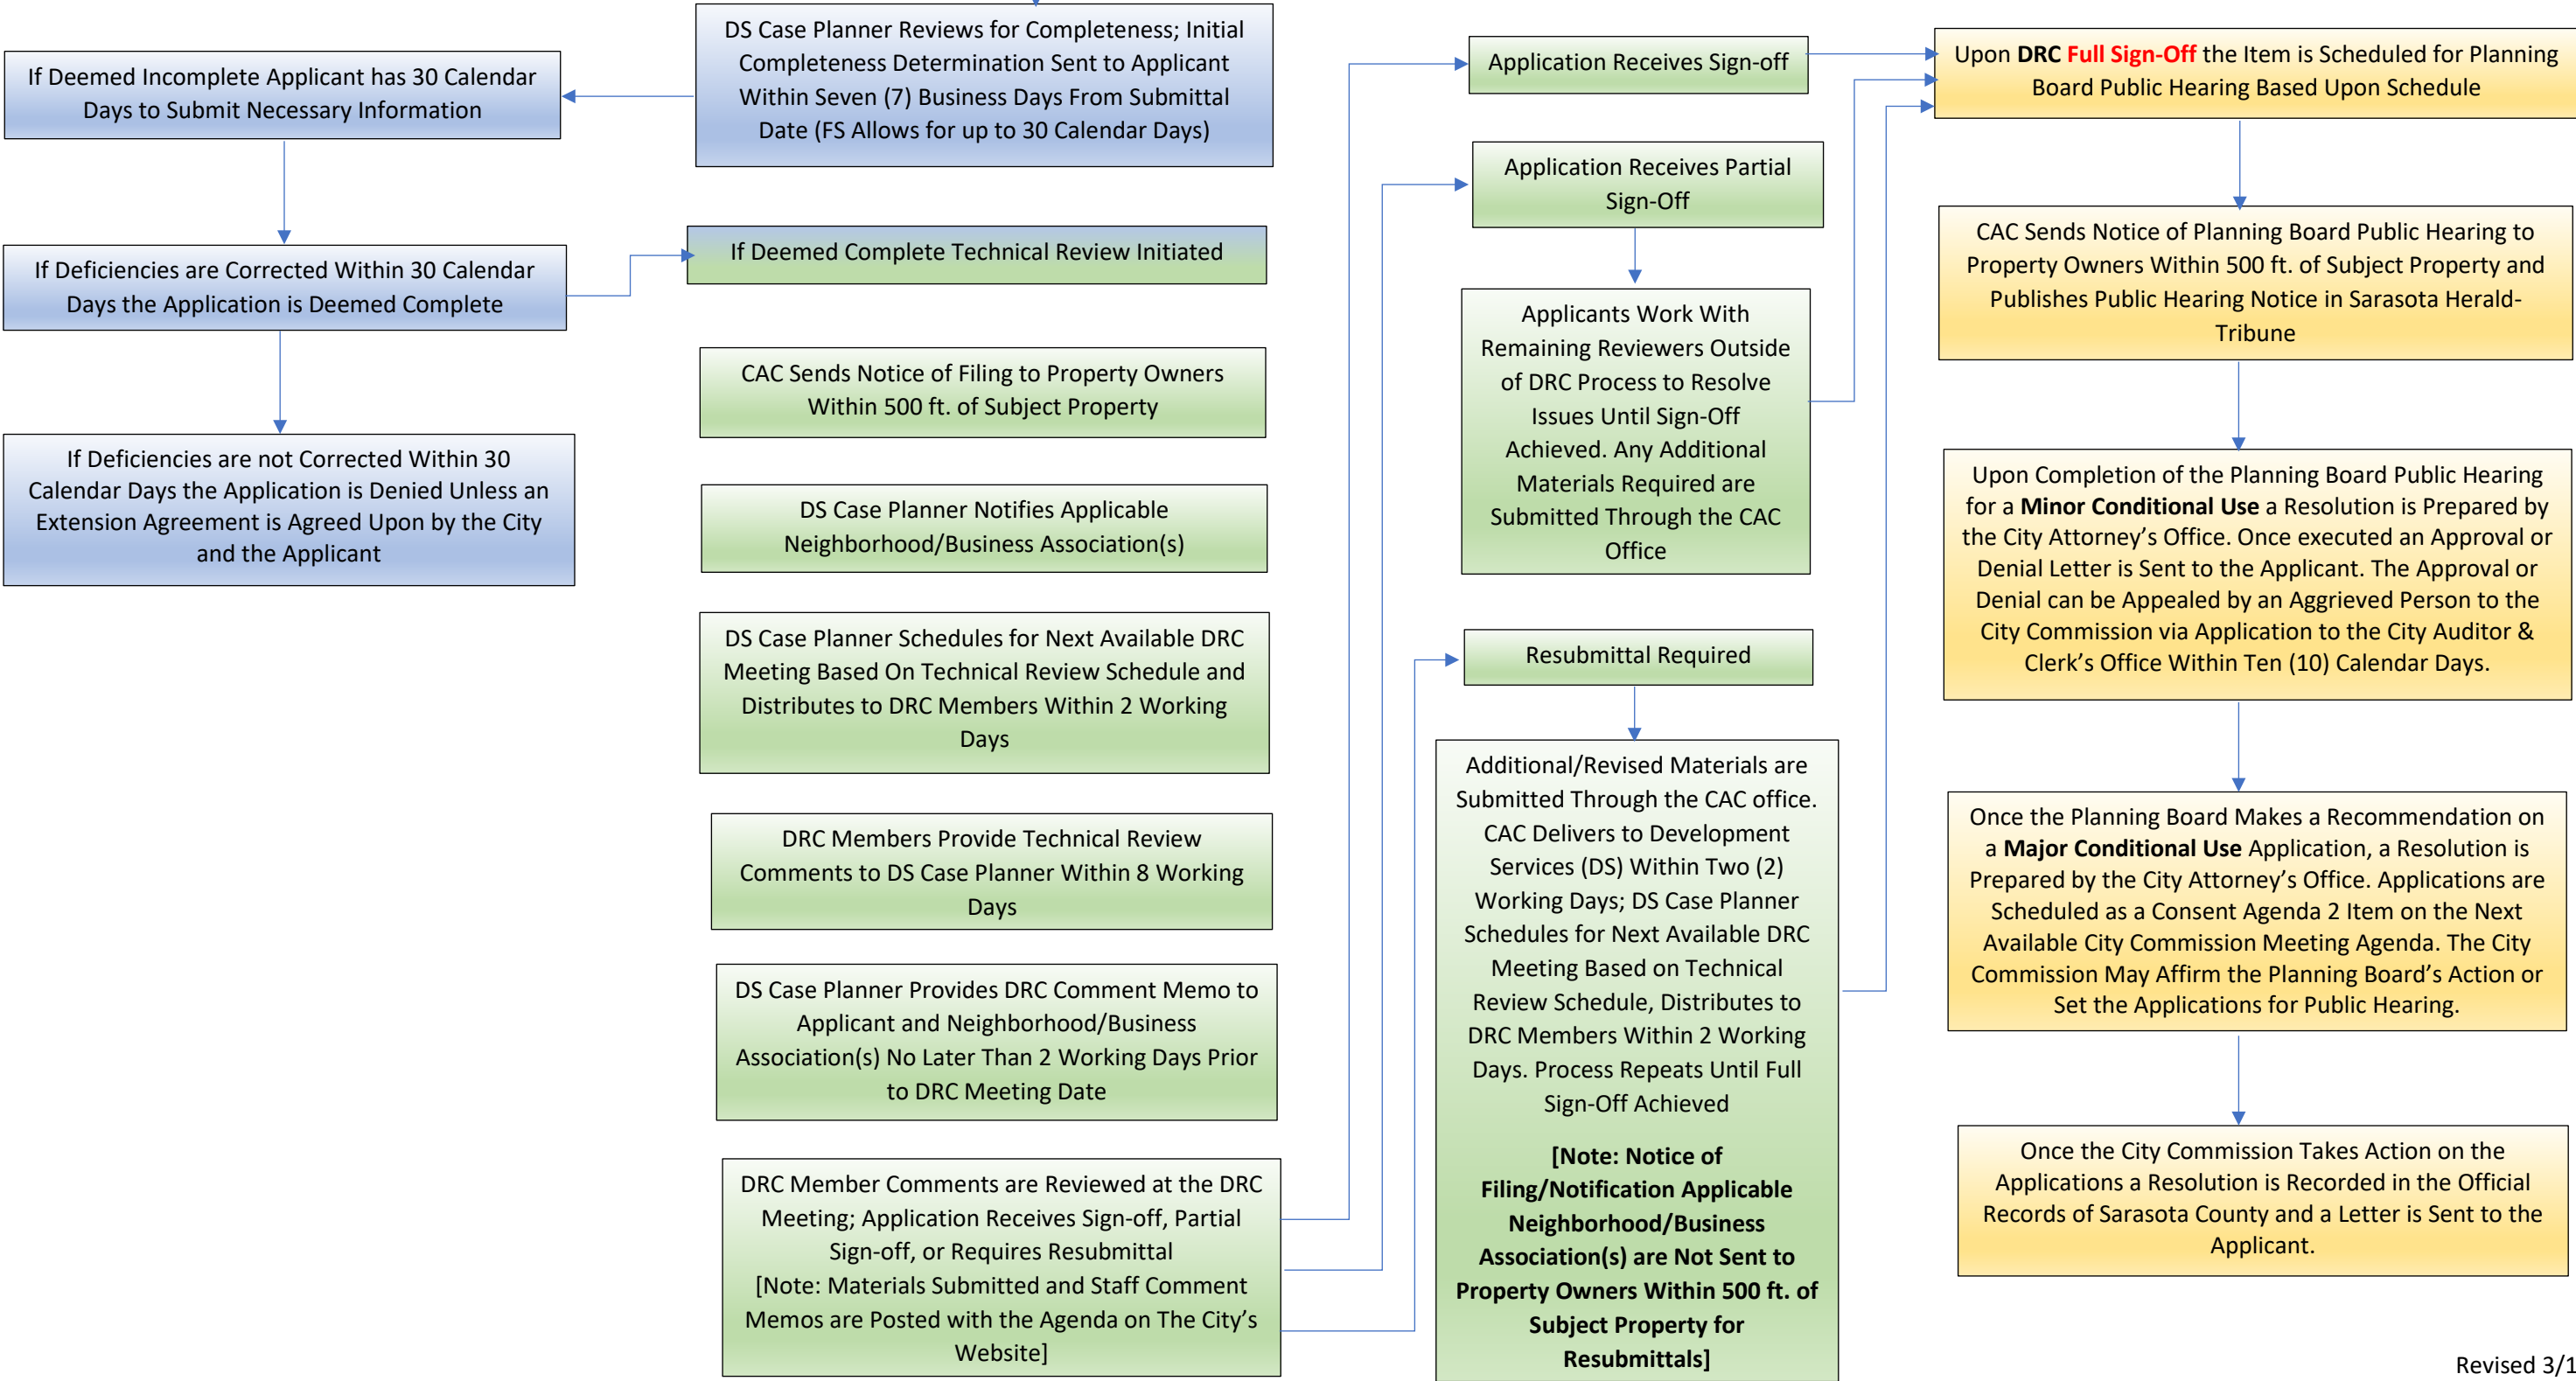 If Deemed Incomplete Applicant has 30 Calendar
Days to Submit Necessary Information
If Deficiencies are Corrected Within 30 Calendar
Days the Application is Deemed Complete
If Deficiencies are not Corrected Within 30
Calendar Days the Application is Denied Unless an
Extension Agreement is Agreed Upon by the City
and the Applicant
DS Case Planner Reviews for Completeness; Initial
Completeness Determination Sent to Applicant
Within Seven (7) Business Days From Submittal
Date (FS Allows for up to 30 Calendar Days)
If Deemed Complete Technical Review Initiated
CAC Sends Notice of Filing to Property Owners
Within 500 ft. of Subject Property
DS Case Planner Notifies Applicable
Neighborhood/Business Association(s)
DS Case Planner Schedules for Next Available DRC
Meeting Based On Technical Review Schedule and
Distributes to DRC Members Within 2 Working
Days
DRC Members Provide Technical Review
Comments to DS Case Planner Within 8 Working
Days
DS Case Planner Provides DRC Comment Memo to
Applicant and Neighborhood/Business
Association(s) No Later Than 2 Working Days Prior
to DRC Meeting Date
DRC Member Comments are Reviewed at the DRC
Meeting; Application Receives Sign-off, Partial
Sign-off, or Requires Resubmittal
[Note: Materials Submitted and Staff Comment
Memos are Posted with the Agenda on The City’s
Website]
Application Receives Sign-off
Application Receives Partial
Sign-Off
Applicants Work With
Remaining Reviewers Outside
of DRC Process to Resolve
Issues Until Sign-Off
Achieved. Any Additional
Materials Required are
Submitted Through the CAC
Office
Resubmittal Required
Additional/Revised Materials are
Submitted Through the CAC office.
CAC Delivers to Development
Services (DS) Within Two (2)
Working Days; DS Case Planner
Schedules for Next Available DRC
Meeting Based on Technical
Review Schedule, Distributes to
DRC Members Within 2 Working
Days. Process Repeats Until Full
Sign-Off Achieved
[Note: Notice of
Filing/Notification Applicable
Neighborhood/Business
Association(s) are Not Sent to
Property Owners Within 500 ft. of
Subject Property for
Resubmittals]
Upon DRC Full Sign-Off the Item is Scheduled for Planning
Board Public Hearing Based Upon Schedule
CAC Sends Notice of Planning Board Public Hearing to
Property Owners Within 500 ft. of Subject Property and
Publishes Public Hearing Notice in Sarasota Herald-
Tribune
Upon Completion of the Planning Board Public Hearing
for a Minor Conditional Use a Resolution is Prepared by
the City Attorney’s Office. Once executed an Approval or
Denial Letter is Sent to the Applicant. The Approval or
Denial can be Appealed by an Aggrieved Person to the
City Commission via Application to the City Auditor &
Clerk’s Office Within Ten (10) Calendar Days.
Once the Planning Board Makes a Recommendation on
a Major Conditional Use Application, a Resolution is
Prepared by the City Attorney’s Office. Applications are
Scheduled as a Consent Agenda 2 Item on the Next
Available City Commission Meeting Agenda. The City
Commission May Affirm the Planning Board’s Action or
Set the Applications for Public Hearing.
Once the City Commission Takes Action on the
Applications a Resolution is Recorded in the Official
Records of Sarasota County and a Letter is Sent to the
Applicant.
Revised 3/1